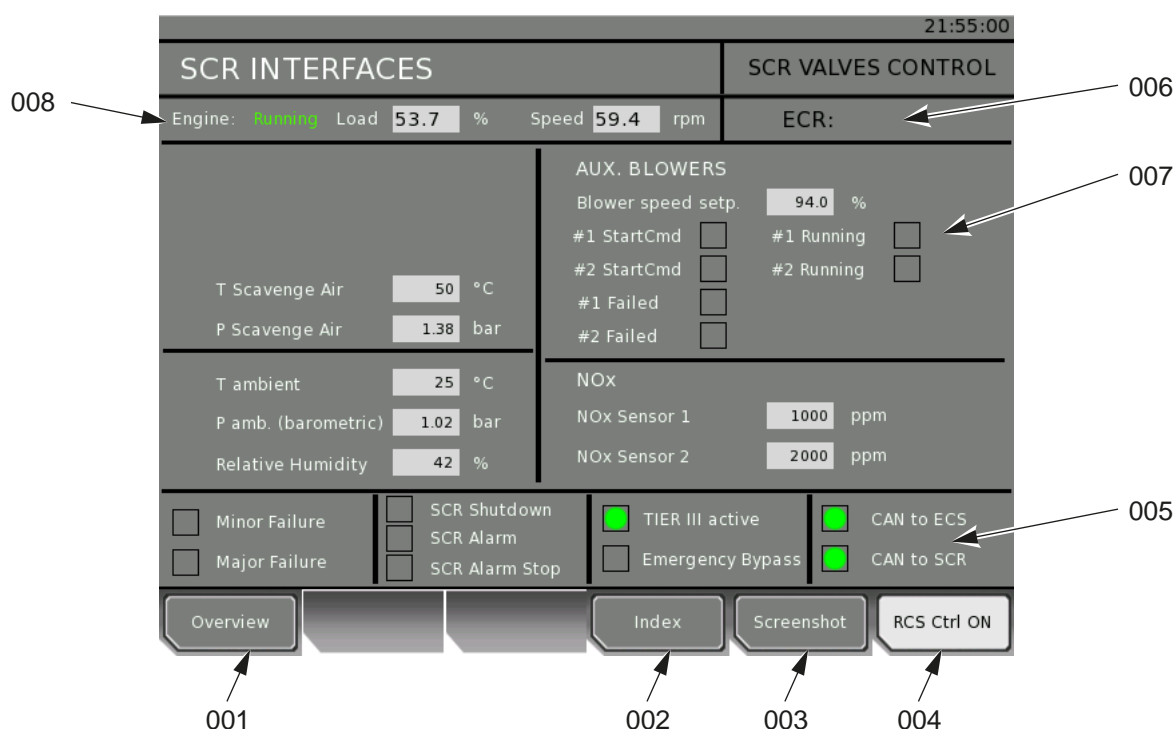 21:55:00
SCR INTERFACES
SCR VALVES CONTROL
008
Engine: Running Load 53.7 % Speed 59.4 rpm
ECR:
006
AUX. BLOWERS
Blower speed setp. 94.0 %
#1 StartCmd #1 Running
#2 StartCmd #2 Running
#1 Failed
#2 Failed
007
T Scavenge Air 50 °C
P Scavenge Air 1.38 bar
T ambient 25 °C
P amb. (barometric) 1.02 bar
Relative Humidity 42 %
NOx
NOx Sensor 1 1000 ppm
NOx Sensor 2 2000 ppm
Minor Failure
Major Failure
SCR Shutdown
SCR Alarm
SCR Alarm Stop
TIER III active
Emergency Bypass
CAN to ECS
CAN to SCR
005
Overview
Index
Screenshot
RCS Ctrl ON
001
002
003
004